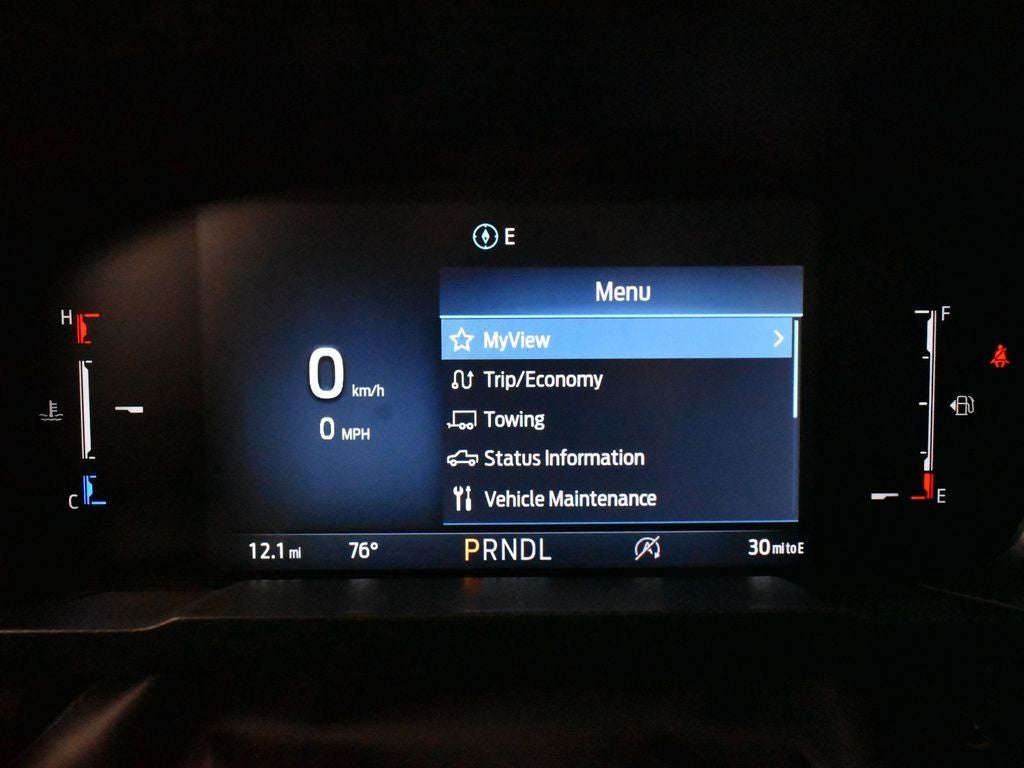 E
Menu
H
F
MyView
Trip/Economy
0 km/h
Towing
0 MPH
Status Information
C
Vehicle Maintenance
E
12.1 mi 76° PRNDL A 30 mi to E